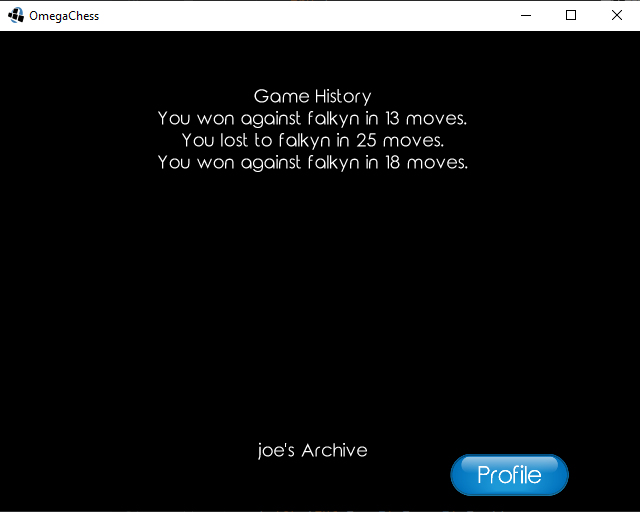 OmegaChess
Game History
You won against falkyn in 13 moves.
You lost to falkyn in 25 moves.
You won against falkyn in 18 moves.
joe's Archive
Profile